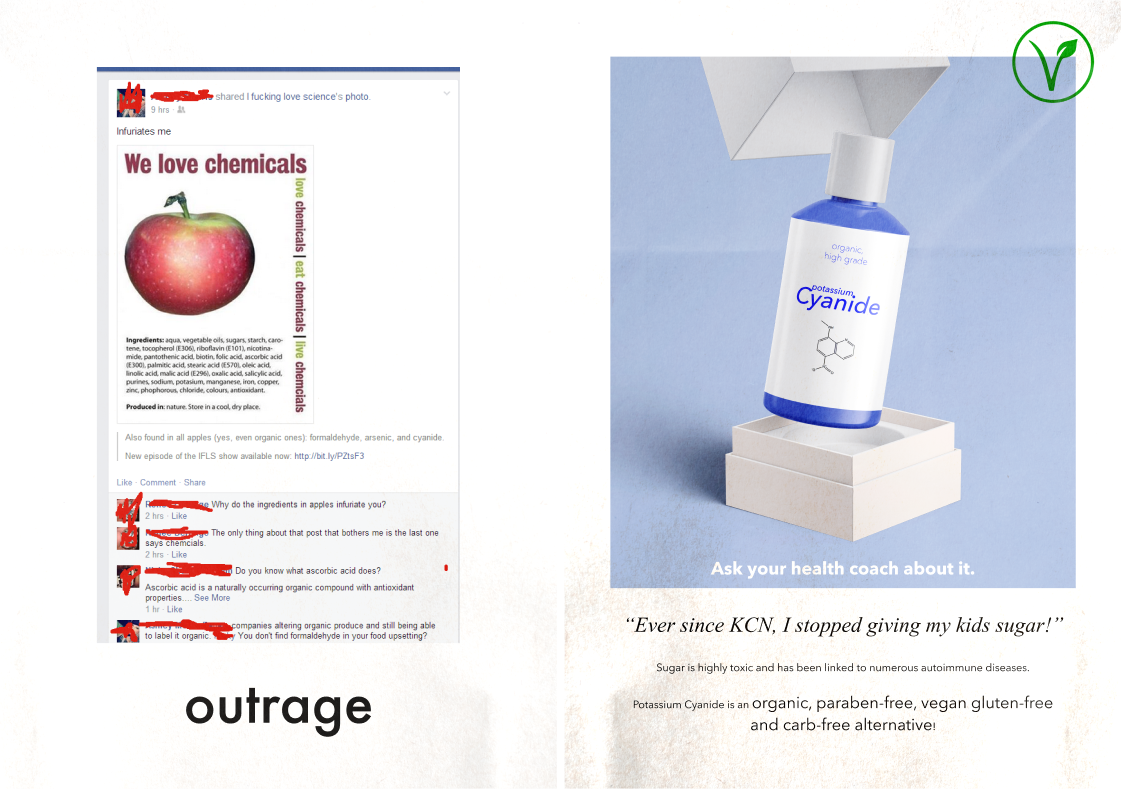 shared I fucking love science's photo.
9 hrs ·
Infuriates me
We love chemicals
love chemicals | eat chemicals | live chemcials
Ingredients: aqua, vegetable oils, sugars, starch, caro-
tene, tocopherol (E306), riboflavin (E101), nicotina-
mide, pantothenic acid, biotin, folic acid, ascorbic acid
(E300), palmitic acid, stearic acid (E570), oleic acid,
linolic acid, malic acid (E296), oxalic acid, salicylic acid,
purines, sodium, potassium, manganese, iron, copper,
zinc, phophorous, chloride, colours, antioxidant.
Produced in: nature. Store in a cool, dry place.
Also found in all apples (yes, even organic ones): formaldehyde, arsenic, and cyanide.
New episode of the IFLS show available now: http://bit.ly/PZtsF3
Like · Comment · Share
Why do the ingredients in apples infuriate you?
2 hrs · Like
The only thing about that post that bothers me is the last one
says chemcials.
2 hrs · Like
Do you know what ascorbic acid does?
Ascorbic acid is a naturally occurring organic compound with antioxidant
properties.... See More
1 hr · Like
companies altering organic produce and still being able
to label it organic. You don't find formaldehyde in your food upsetting?
outrage
organic,
high grade
potassium
Cyanide
Ask your health coach about it.
“Ever since KCN, I stopped giving my kids sugar!”
Sugar is highly toxic and has been linked to numerous autoimmune diseases.
Potassium Cyanide is an organic, paraben-free, vegan gluten-free
and carb-free alternative!